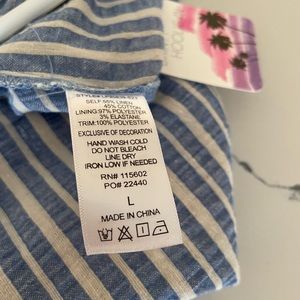 SELF:55% LINEN
45% COTTON
LINING:97% POLYESTER
3% ELASTANE
TRIM:100% POLYESTER
EXCLUSIVE OF DECORATION
HAND WASH COLD
DO NOT BLEACH
LINE DRY
IRON LOW IF NEEDED
RN# 115602
PO# 22440
L
MADE IN CHINA